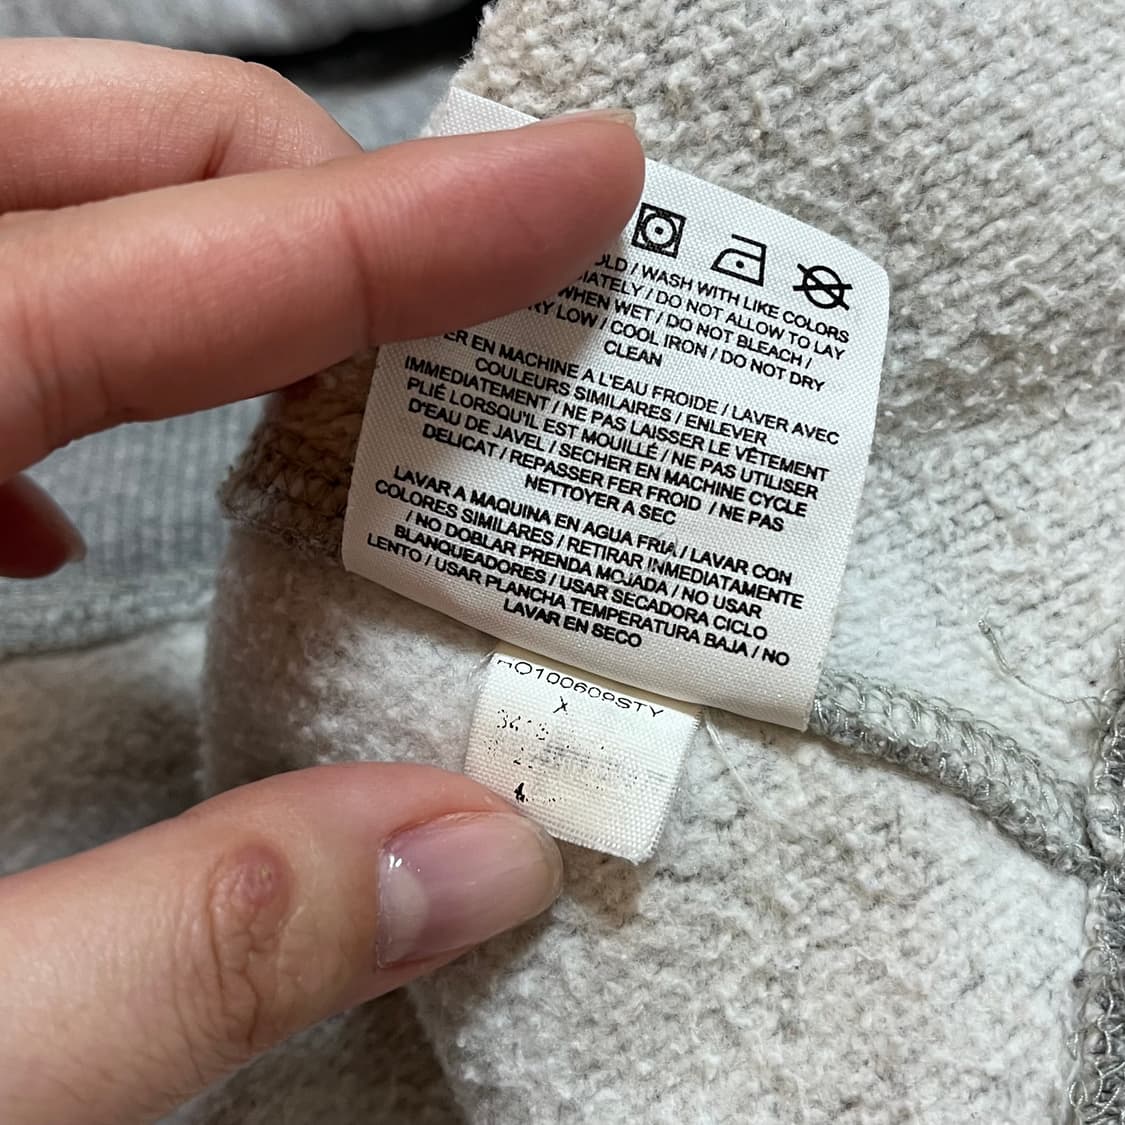 / WASH WITH LIKE COLORS
/ DO NOT ALLOW TO LAY
WHEN WET / DO NOT BLEACH /
LOW / COOL IRON / DO NOT DRY
CLEAN
EN MACHINE A L'EAU FROIDE / LAVER AVEC
COULEURS SIMILAIRES / ENLEVER
IMMEDIATEMENT / NE PAS LAISSER LE VÊTEMENT
PLIÉ LORSQU'IL EST MOUILLÉ / NE PAS UTILISER
D'EAU DE JAVEL / SECHER EN MACHINE CYCLE
DELICAT / REPASSER FER FROID / NE PAS
NETTOYER A SEC
LAVAR A MAQUINA EN AGUA FRIA / LAVAR CON
COLORES SIMILARES / RETIRAR INMEDIATAMENTE
/ NO DOBLAR PRENDA MOJADA / NO USAR
BLANQUEADORES / USAR SECADORA CICLO
LENTO / USAR PLANCHA TEMPERATURA BAJA / NO
LAVAR EN SECO
X
4